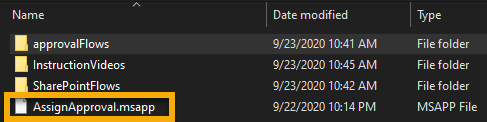 Name Date modified Type
approvalFlows 9/23/2020 10:41 AM File folder
InstructionVideos 9/23/2020 10:45 AM File folder
SharePointFlows 9/23/2020 10:42 AM File folder
AssignApproval.msapp 9/22/2020 10:14 PM MSAPP File